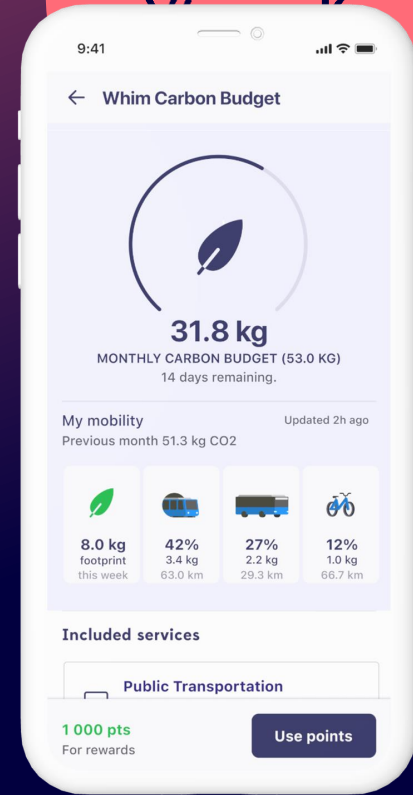 9:41
Whim Carbon Budget
31.8 kg
MONTHLY CARBON BUDGET (53.0 KG)
14 days remaining.
My mobility
Updated 2h ago
Previous month 51.3 kg CO2
8.0 kg
footprint
this week
42%
3.4 kg
63.0 km
27%
2.2 kg
29.3 km
12%
1.0 kg
66.7 km
Included services
Public Transportation
1 000 pts
For rewards
Use points